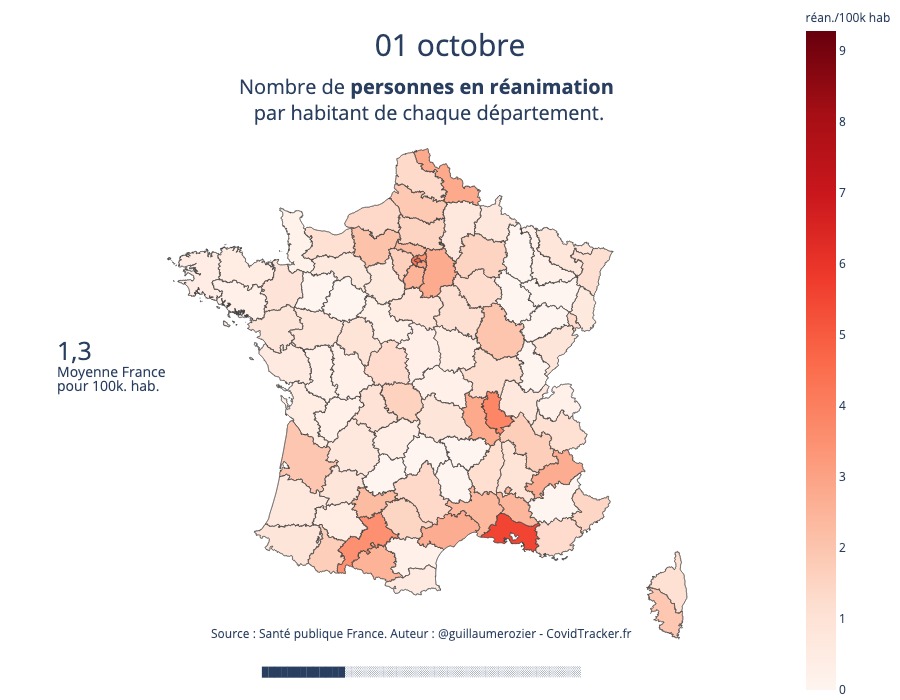 réan./100k hab
01 octobre
Nombre de personnes en réanimation
par habitant de chaque département.
9
8
7
6
5
4
3
2
1
0
1,3
Moyenne France
pour 100k. hab.
Source : Santé publique France. Auteur : @guillaumerozier - CovidTracker.fr